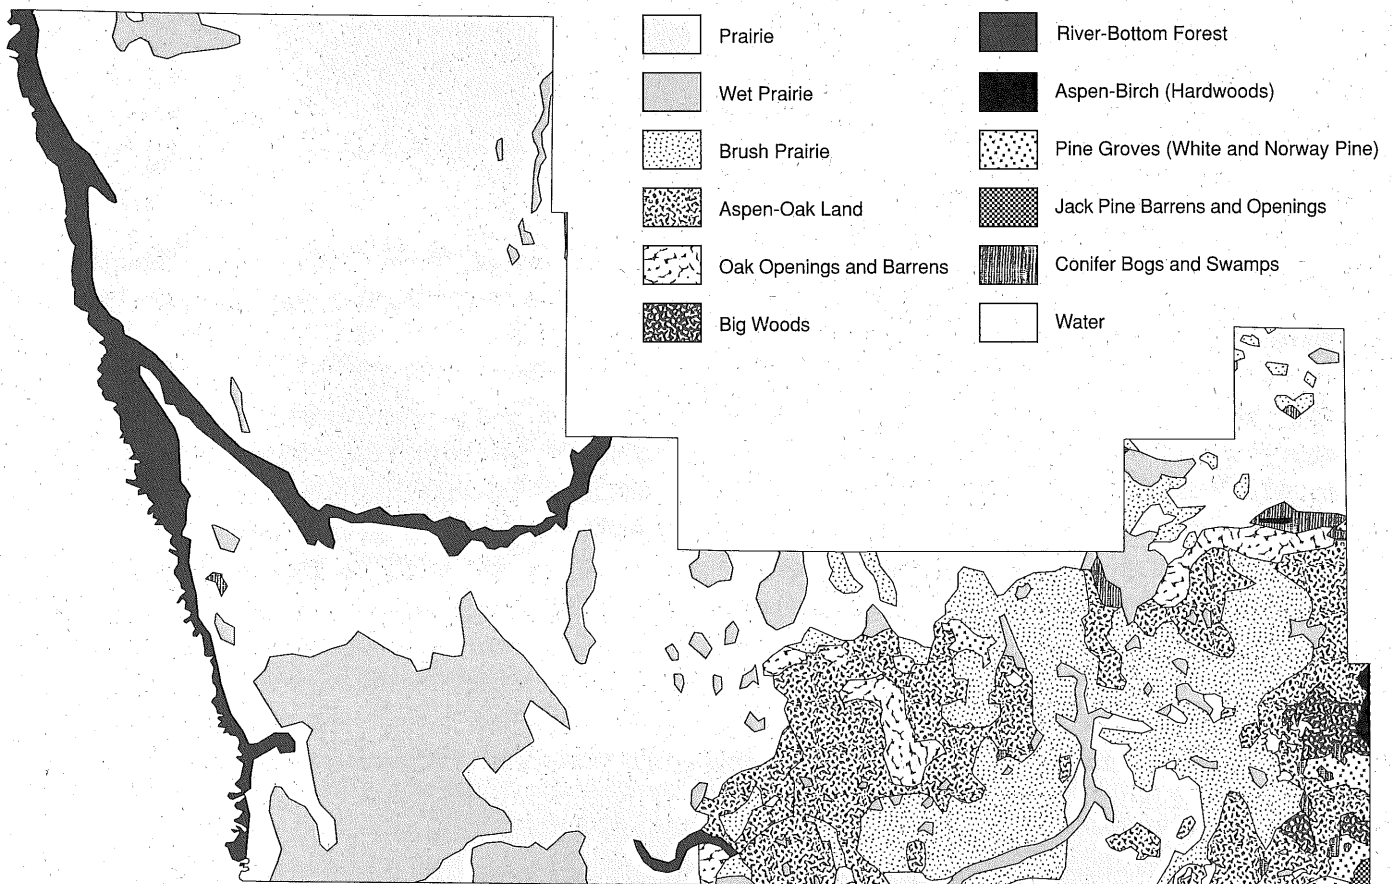 Prairie
Wet Prairie
Brush Prairie
Aspen-Oak Land
Oak Openings and Barrens
Big Woods
River-Bottom Forest
Aspen-Birch (Hardwoods)
Pine Groves (White and Norway Pine)
Jack Pine Barrens and Openings
Conifer Bogs and Swamps
Water